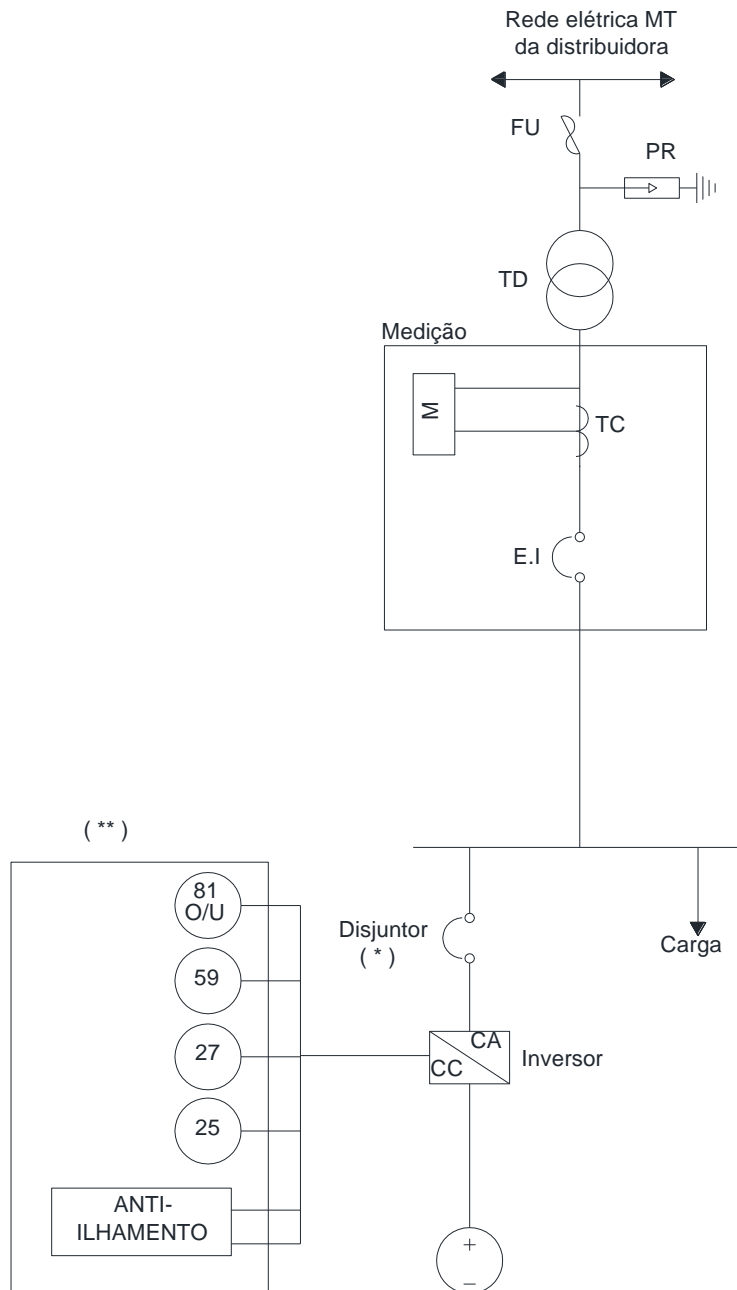 Rede elétrica MT
da distribuidora
FU
PR
TD
Medição
M
TC
E.I
( ** )
81
O/U
59
27
25
ANTI-
ILHAMENTO
Disjuntor
( * )
Carga
CA
CC
Inversor
+
−